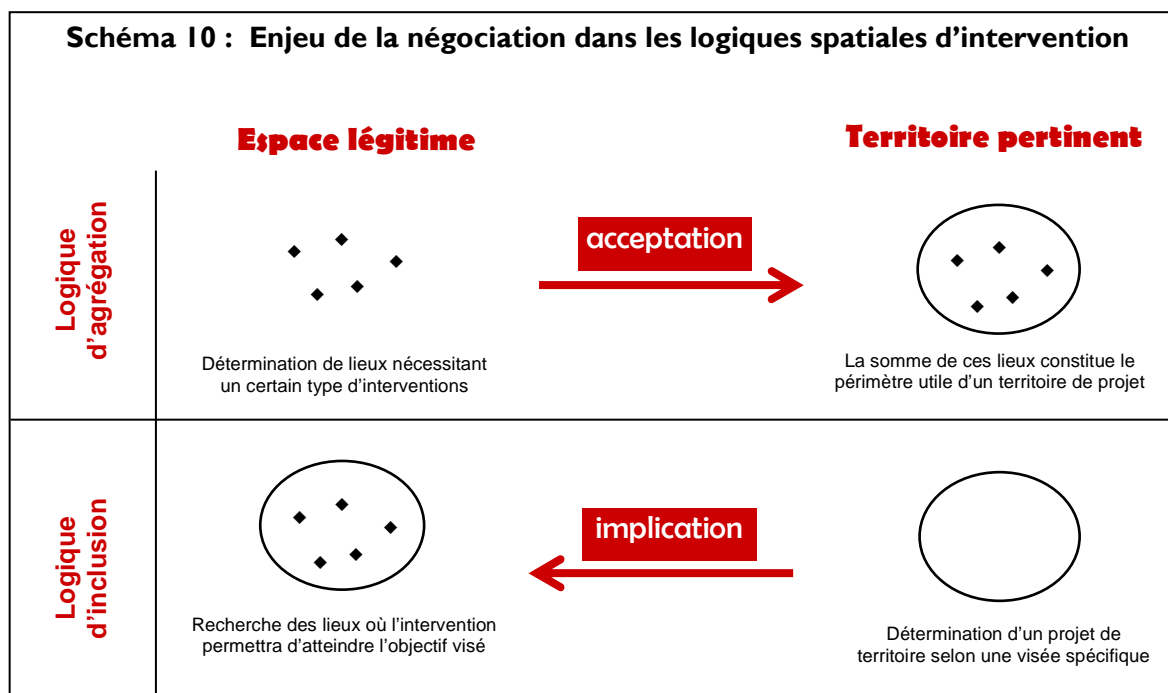 Schéma 10 : Enjeu de la négociation dans les logiques spatiales d’intervention
Espace légitime
Territoire pertinent
Logique
d’agrégation
acceptation
Détermination de lieux nécessitant
un certain type d’interventions
La somme de ces lieux constitue le
périmètre utile d’un territoire de projet
Logique
d’inclusion
implication
Recherche des lieux où l’intervention
permettra d’atteindre l’objectif visé
Détermination d’un projet de
territoire selon une visée spécifique